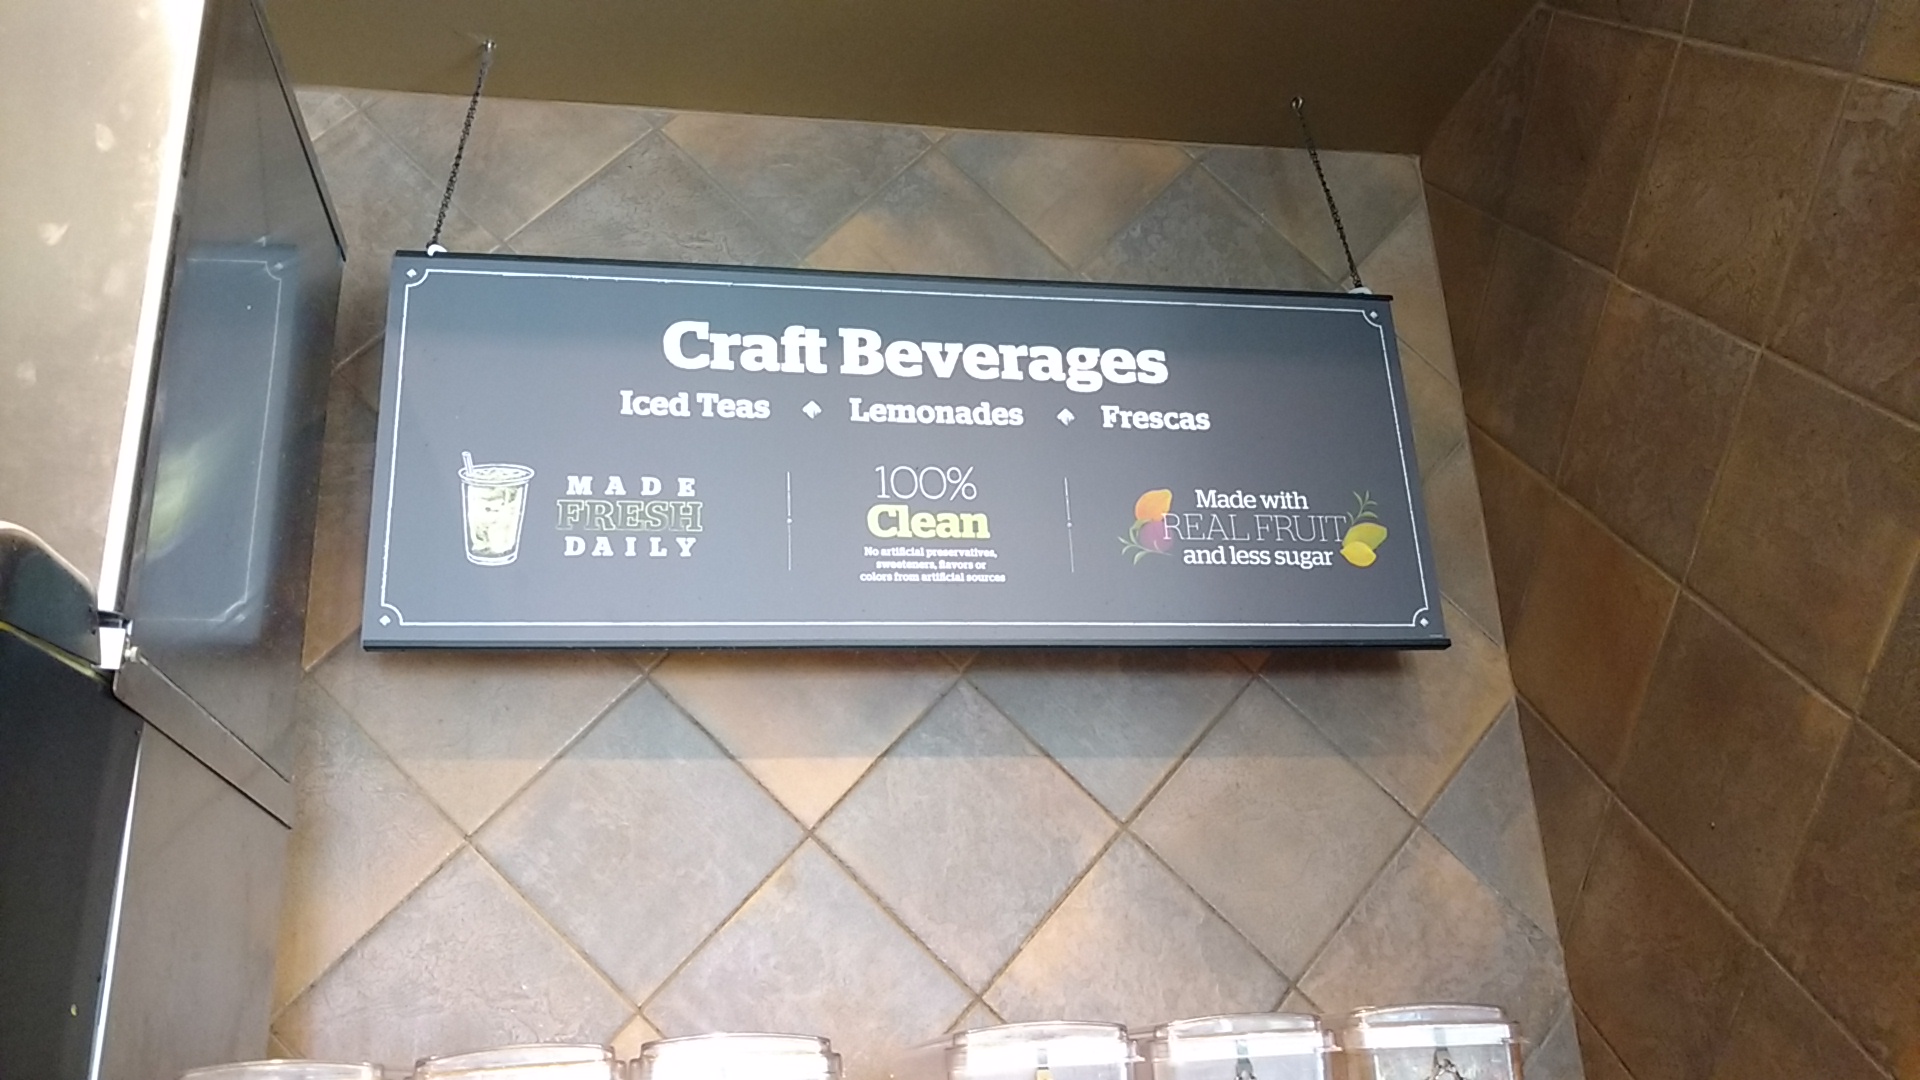 Craft Beverages
Iced Teas Lemonades Frescas
MADE
FRESH
DAILY
100%
Clean
No artificial preservatives,
sweeteners, flavors or
colors from artificial sources
Made with
REAL FRUIT
and less sugar